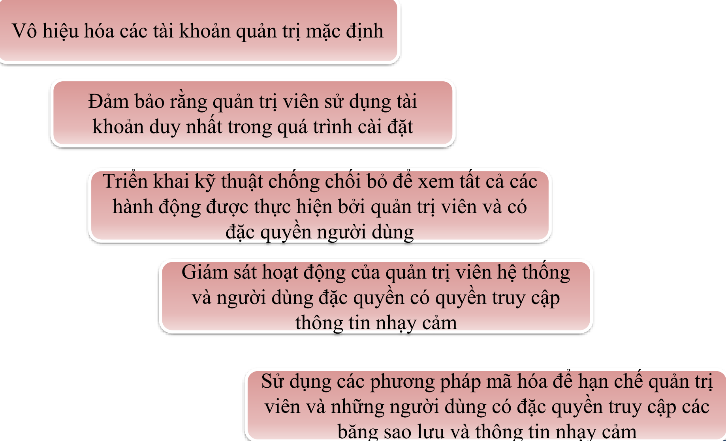 Vô hiệu hóa các tài khoản quản trị mặc định
Đảm bảo rằng quản trị viên sử dụng tài
khoản duy nhất trong quá trình cài đặt
Triển khai kỹ thuật chống chối bỏ để xem tất cả các
hành động được thực hiện bởi quản trị viên và có
đặc quyền người dùng
Giám sát hoạt động của quản trị viên hệ thống
và người dùng đặc quyền có quyền truy cập
thông tin nhạy cảm
Sử dụng các phương pháp mã hóa để hạn chế quản trị
viên và những người dùng có đặc quyền truy cập các
băng sao lưu và thông tin nhạy cảm